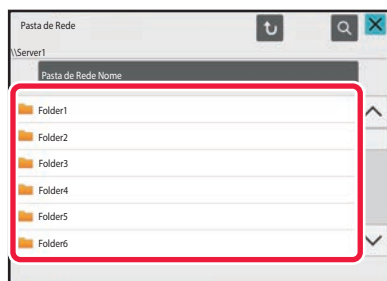 Pasta de Rede
\\Server1
Pasta de Rede Nome
Folder1
Folder2
Folder3
Folder4
Folder5
Folder6